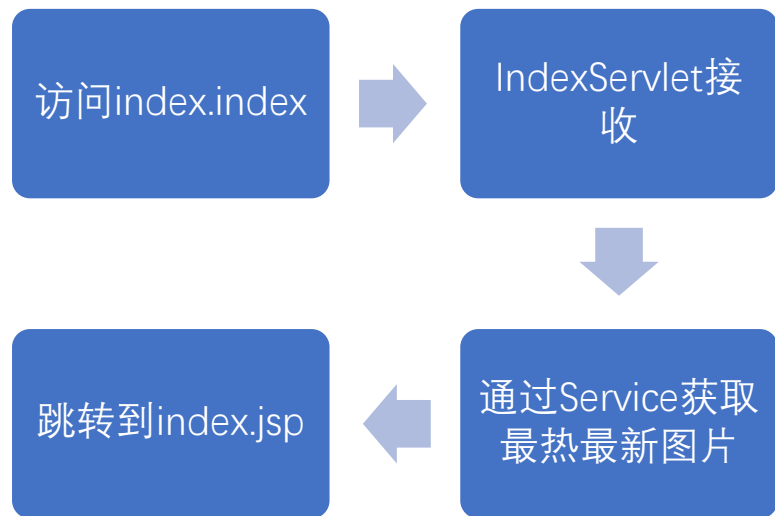 访问index.index
IndexServlet接
收
通过Service获取
最热最新图片
跳转到index.jsp